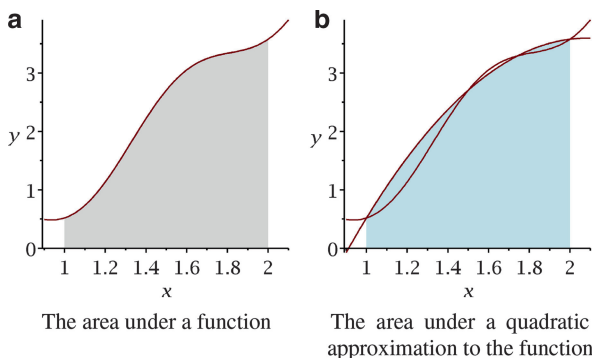 a
3
y 2
1
0
1 1.2 1.4 1.6 1.8 2
x
The area under a function
b
3
y 2
1
0
1 1.2 1.4 1.6 1.8 2
x
The area under a quadratic
approximation to the function